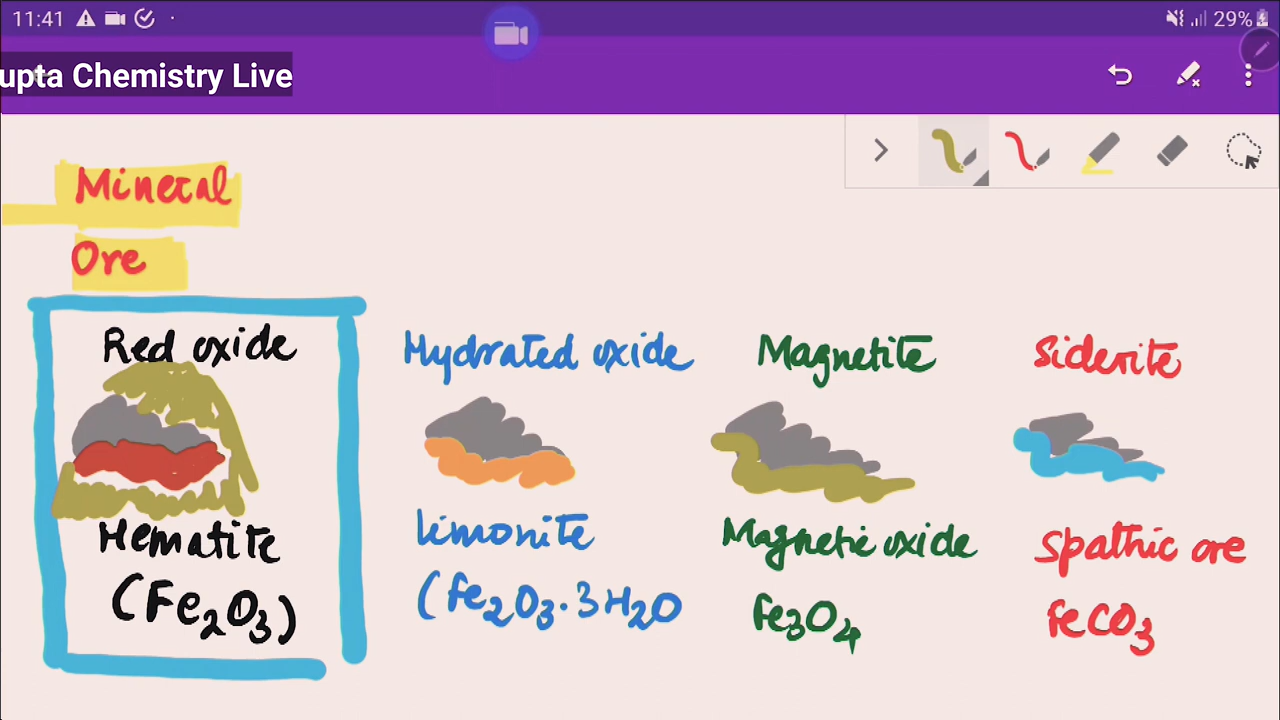 11:41
29%
upta Chemistry Live
Mineral
Ore
Red oxide
Hematite
(Fe₂O₃)
Hydrated oxide
limonite
(Fe₂O₃.3H₂O
Magnetite
Magnetic oxide
Fe₃O₄
Siderite
Spathic ore
FeCO₃